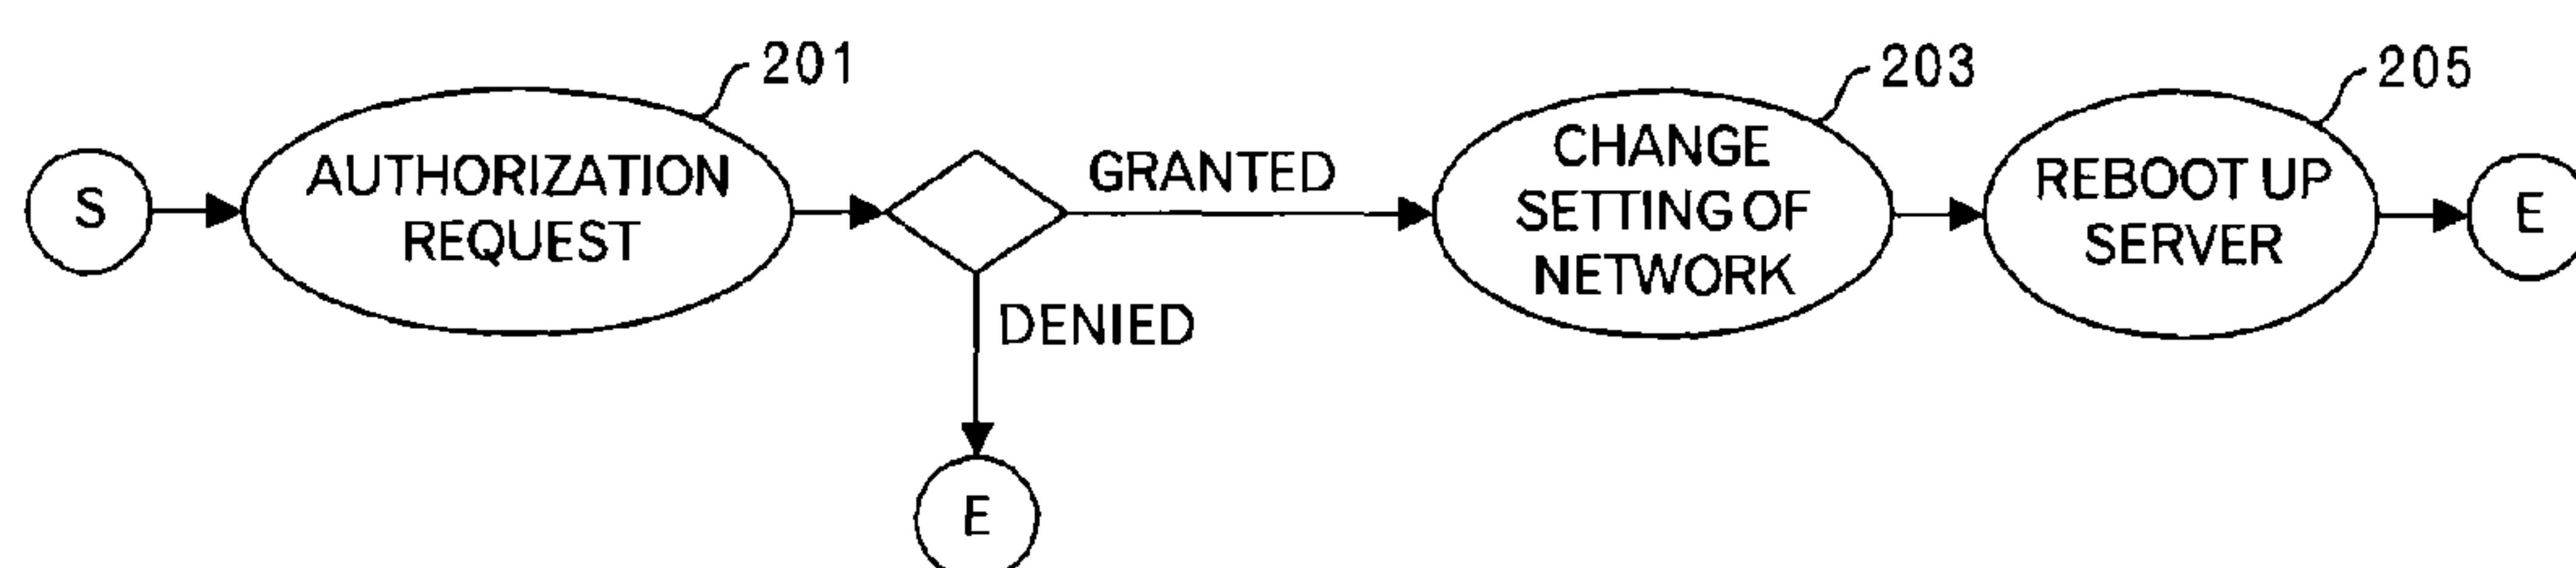 201
203
205
S
AUTHORIZATION
REQUEST
GRANTED
DENIED
CHANGE
SETTING OF
NETWORK
REBOOT UP
SERVER
E
E